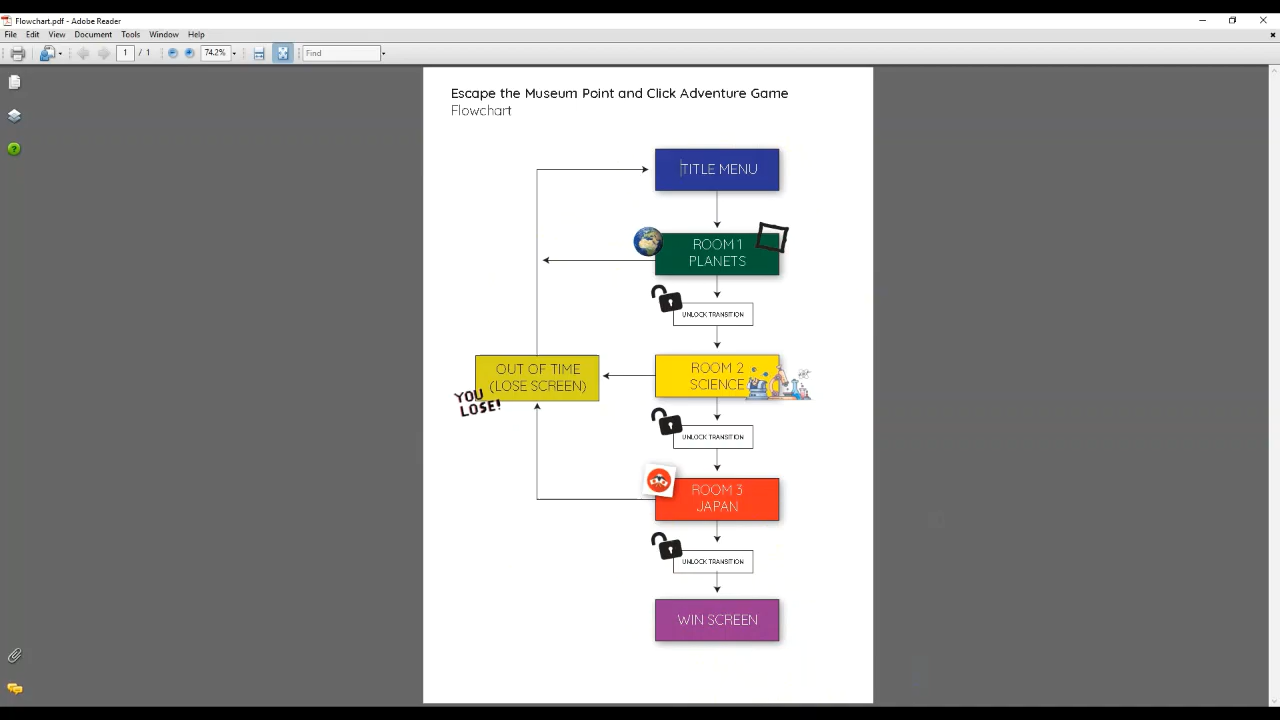 Flowchart.pdf - Adobe Reader
File Edit View Document Tools Window Help
1 / 1 74.2% Find
Escape the Museum Point and Click Adventure Game
Flowchart
TITLE MENU
ROOM 1
PLANETS
UNLOCK TRANSITION
OUT OF TIME
(LOSE SCREEN)
YOU
LOSE!
ROOM 2
SCIENCE
UNLOCK TRANSITION
ROOM 3
JAPAN
UNLOCK TRANSITION
WIN SCREEN